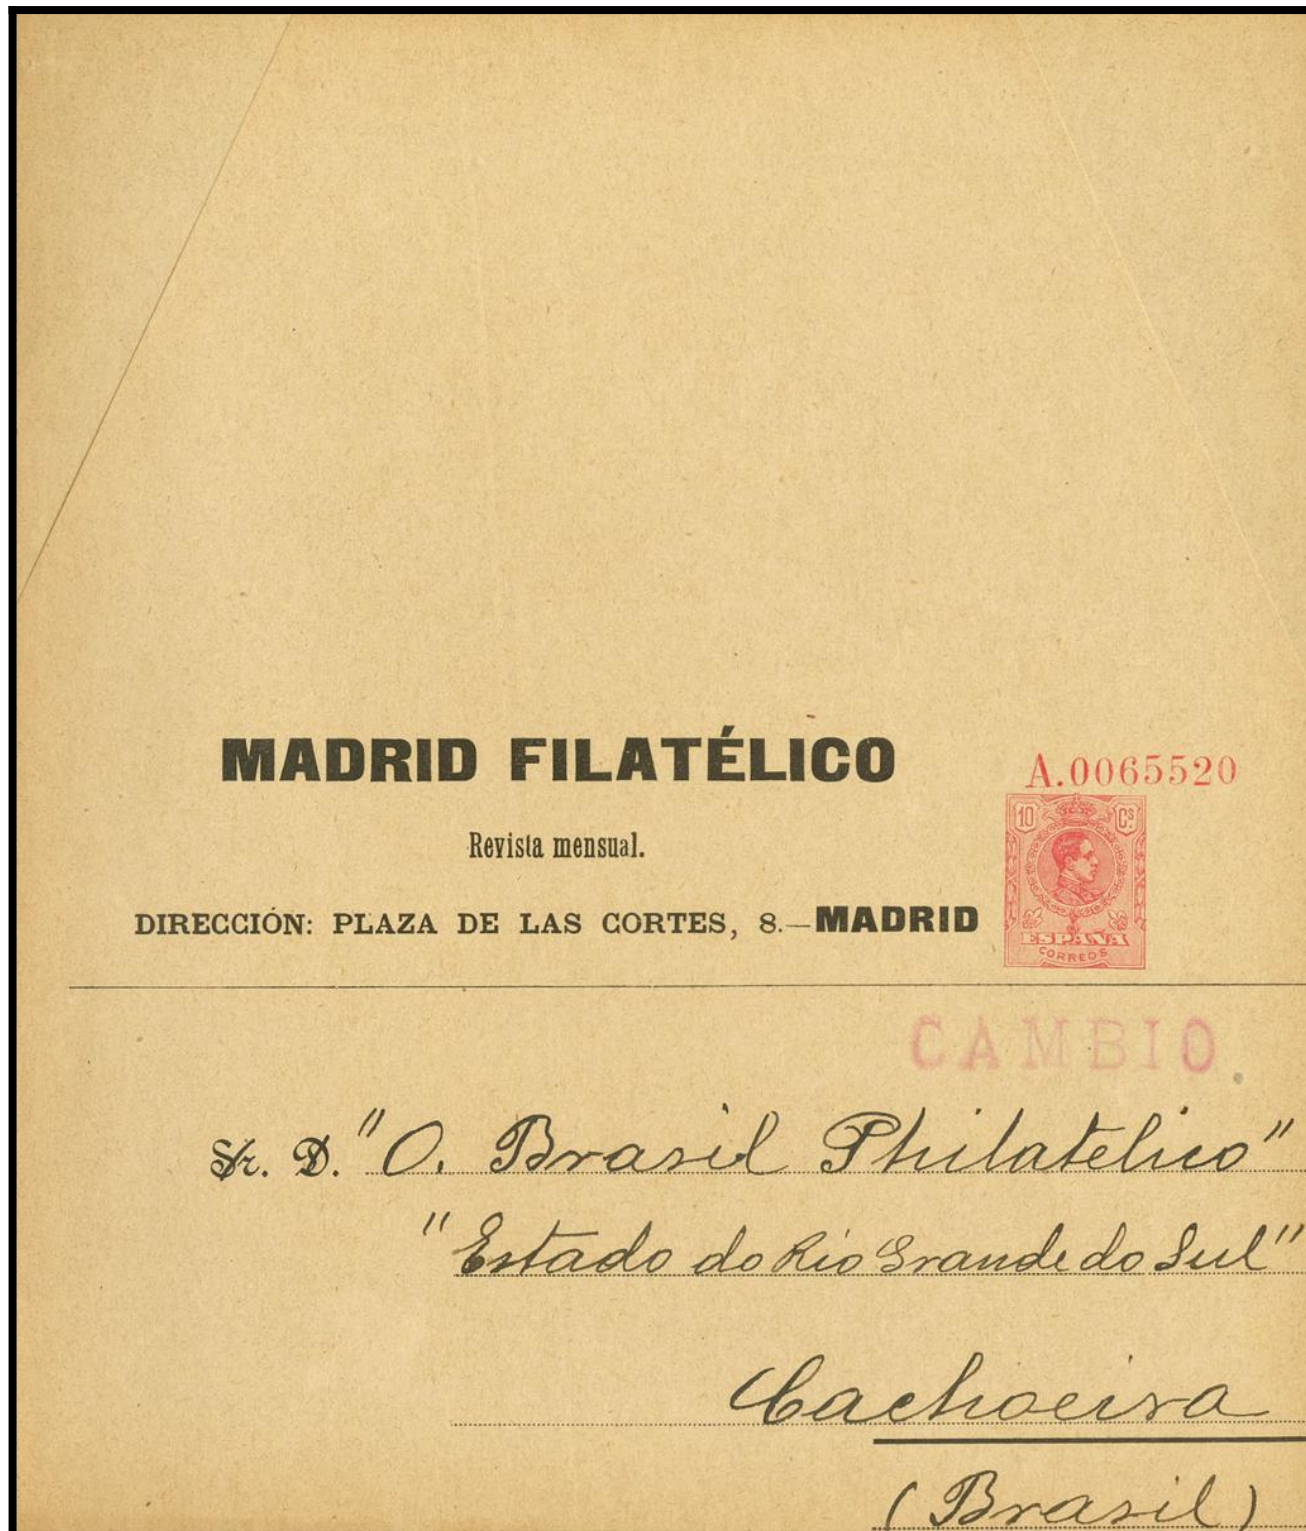 MADRID FILATÉLICO
A.0065520
10 Cs
Revista mensual.
DIRECCIÓN: PLAZA DE LAS CORTES, 8.—MADRID
ESPAÑA
CORREOS
CAMBIO
Sr. D. "O. Brasil Philatelico"
"Estado do Rio Grande do Sul"
Cachoeira
(Brasil)